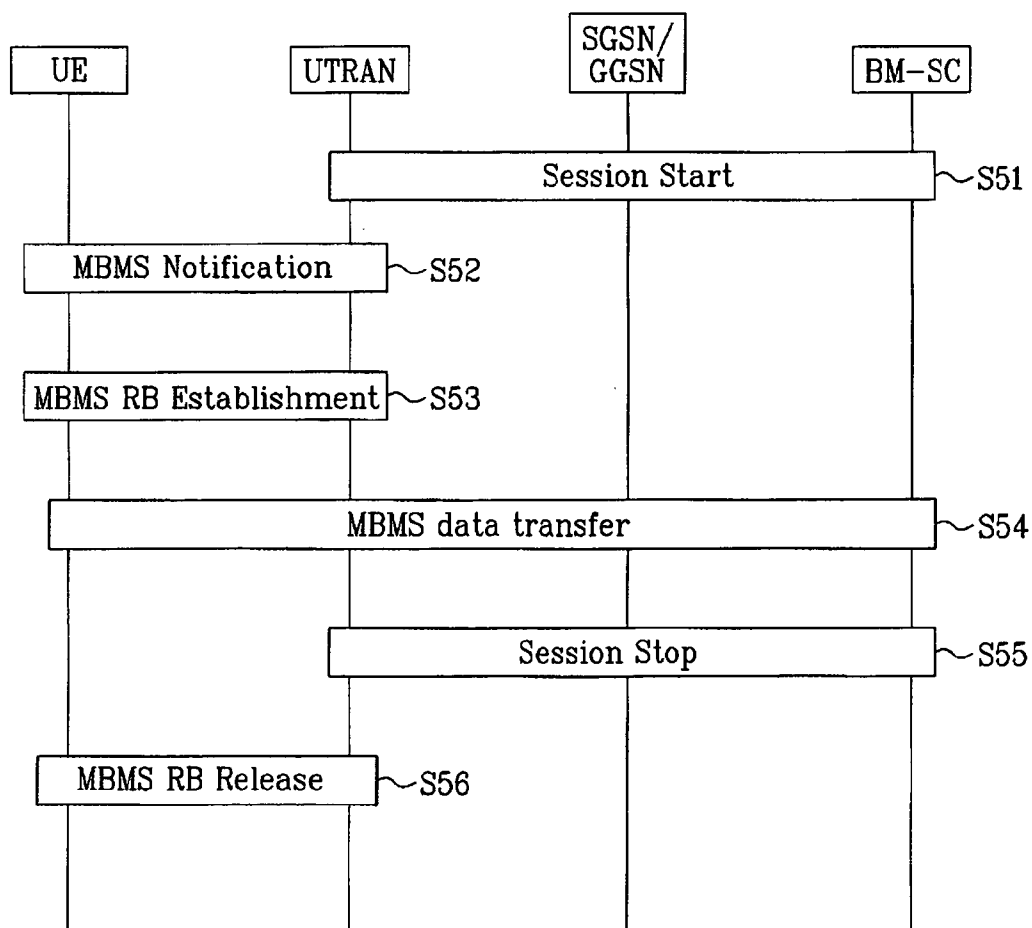 UE
UTRAN
SGSN/
GGSN
BM-SC
Session Start
S51
MBMS Notification
S52
MBMS RB Establishment
S53
MBMS data transfer
S54
Session Stop
S55
MBMS RB Release
S56